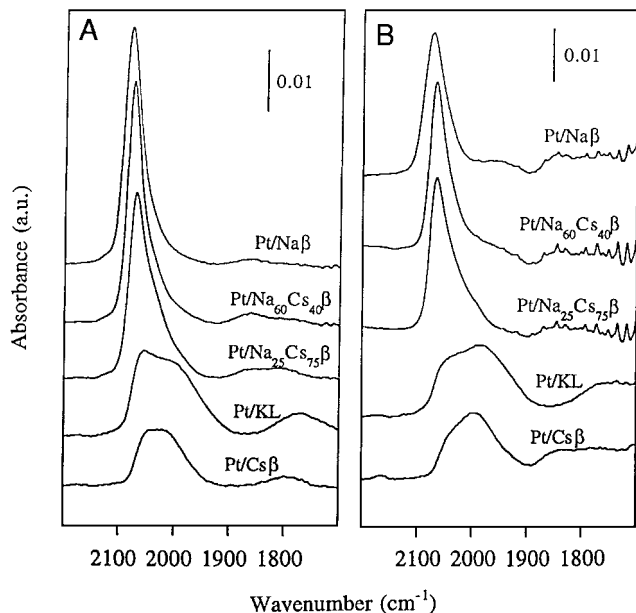 A
B
0.01
0.01
Absorbance (a.u.)
Pt/Naβ
Pt/Na₆₀Cs₄₀β
Pt/Na₂₅Cs₇₅β
Pt/KL
Pt/Csβ
Pt/Naβ
Pt/Na₆₀Cs₄₀β
Pt/Na₂₅Cs₇₅β
Pt/KL
Pt/Csβ
2100 2000 1900 1800
2100 2000 1900 1800
Wavenumber (cm⁻¹)